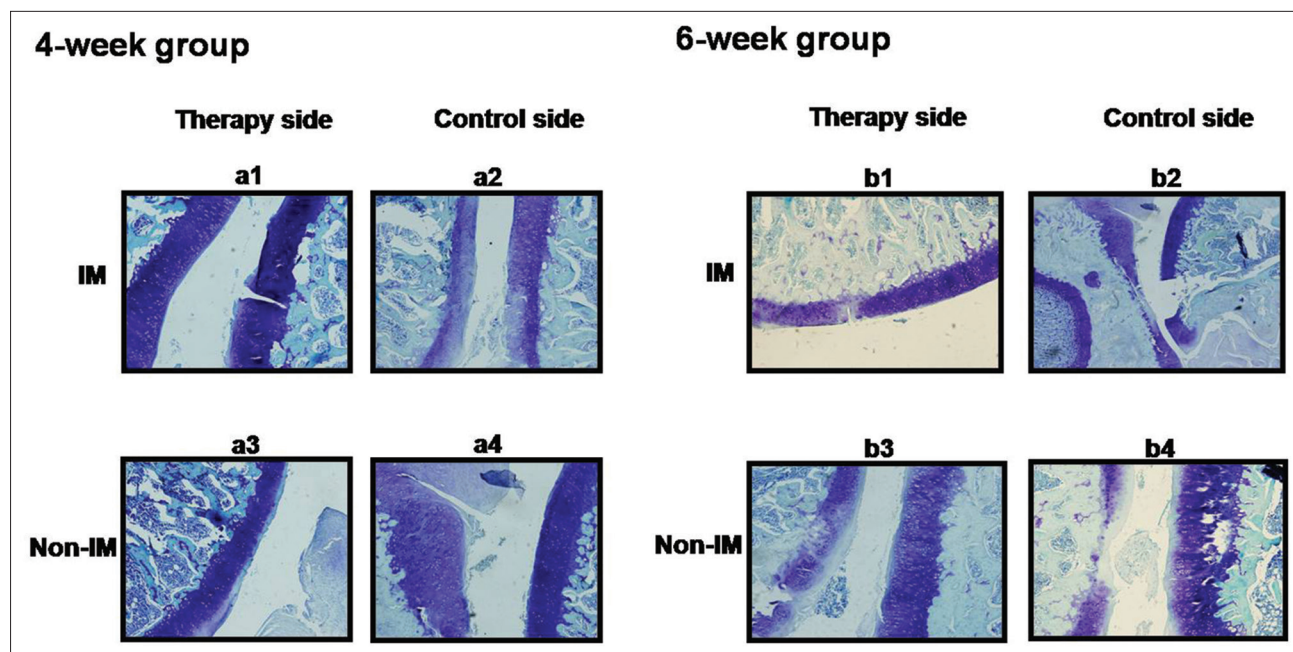 4-week group
6-week group
Therapy side
Control side
Therapy side
Control side
a1
a2
b1
b2
IM
IM
a3
a4
b3
b4
Non-IM
Non-IM